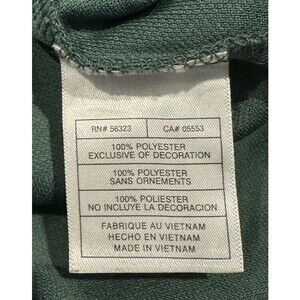 RN# 56323 CA# 05553
100% POLYESTER
EXCLUSIVE OF DECORATION
100% POLYESTER
SANS ORNEMENTS
100% POLIESTER
NO INCLUYE LA DECORACION
FABRIQUE AU VIETNAM
HECHO EN VIETNAM
MADE IN VIETNAM